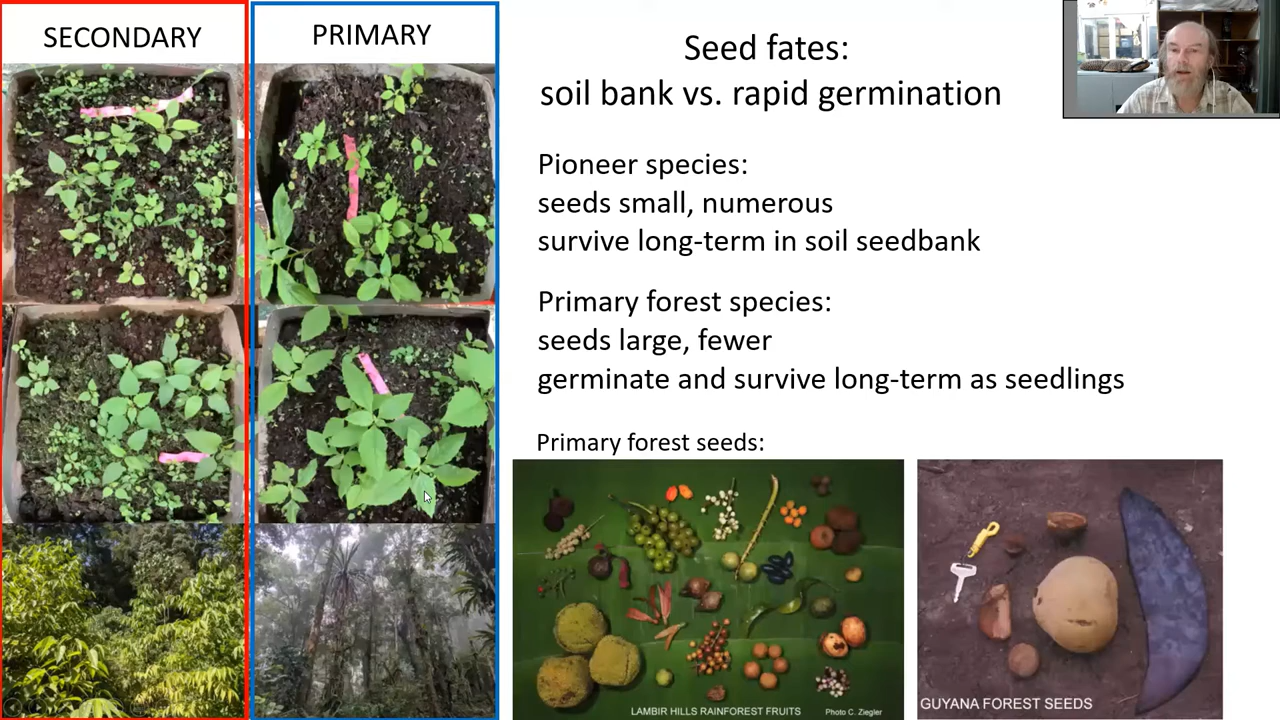 SECONDARY
PRIMARY
Seed fates:
soil bank vs. rapid germination
Pioneer species:
seeds small, numerous
survive long-term in soil seedbank
Primary forest species:
seeds large, fewer
germinate and survive long-term as seedlings
Primary forest seeds:
LAMBIR HILLS RAINFOREST FRUITS
Photo C. Ziegler
GUYANA FOREST SEEDS